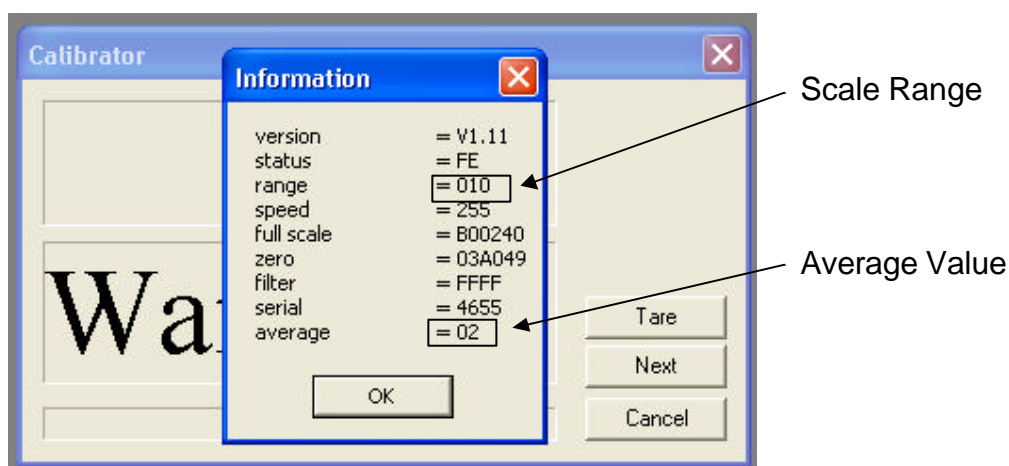 Calibrator
Information
Scale Range
version = V1.11
status = FE
range = 010
speed = 255
full scale = B00240
zero = 03A049
filter = FFFF
serial = 4655
average = 02
Average Value
OK
Tare
Next
Cancel